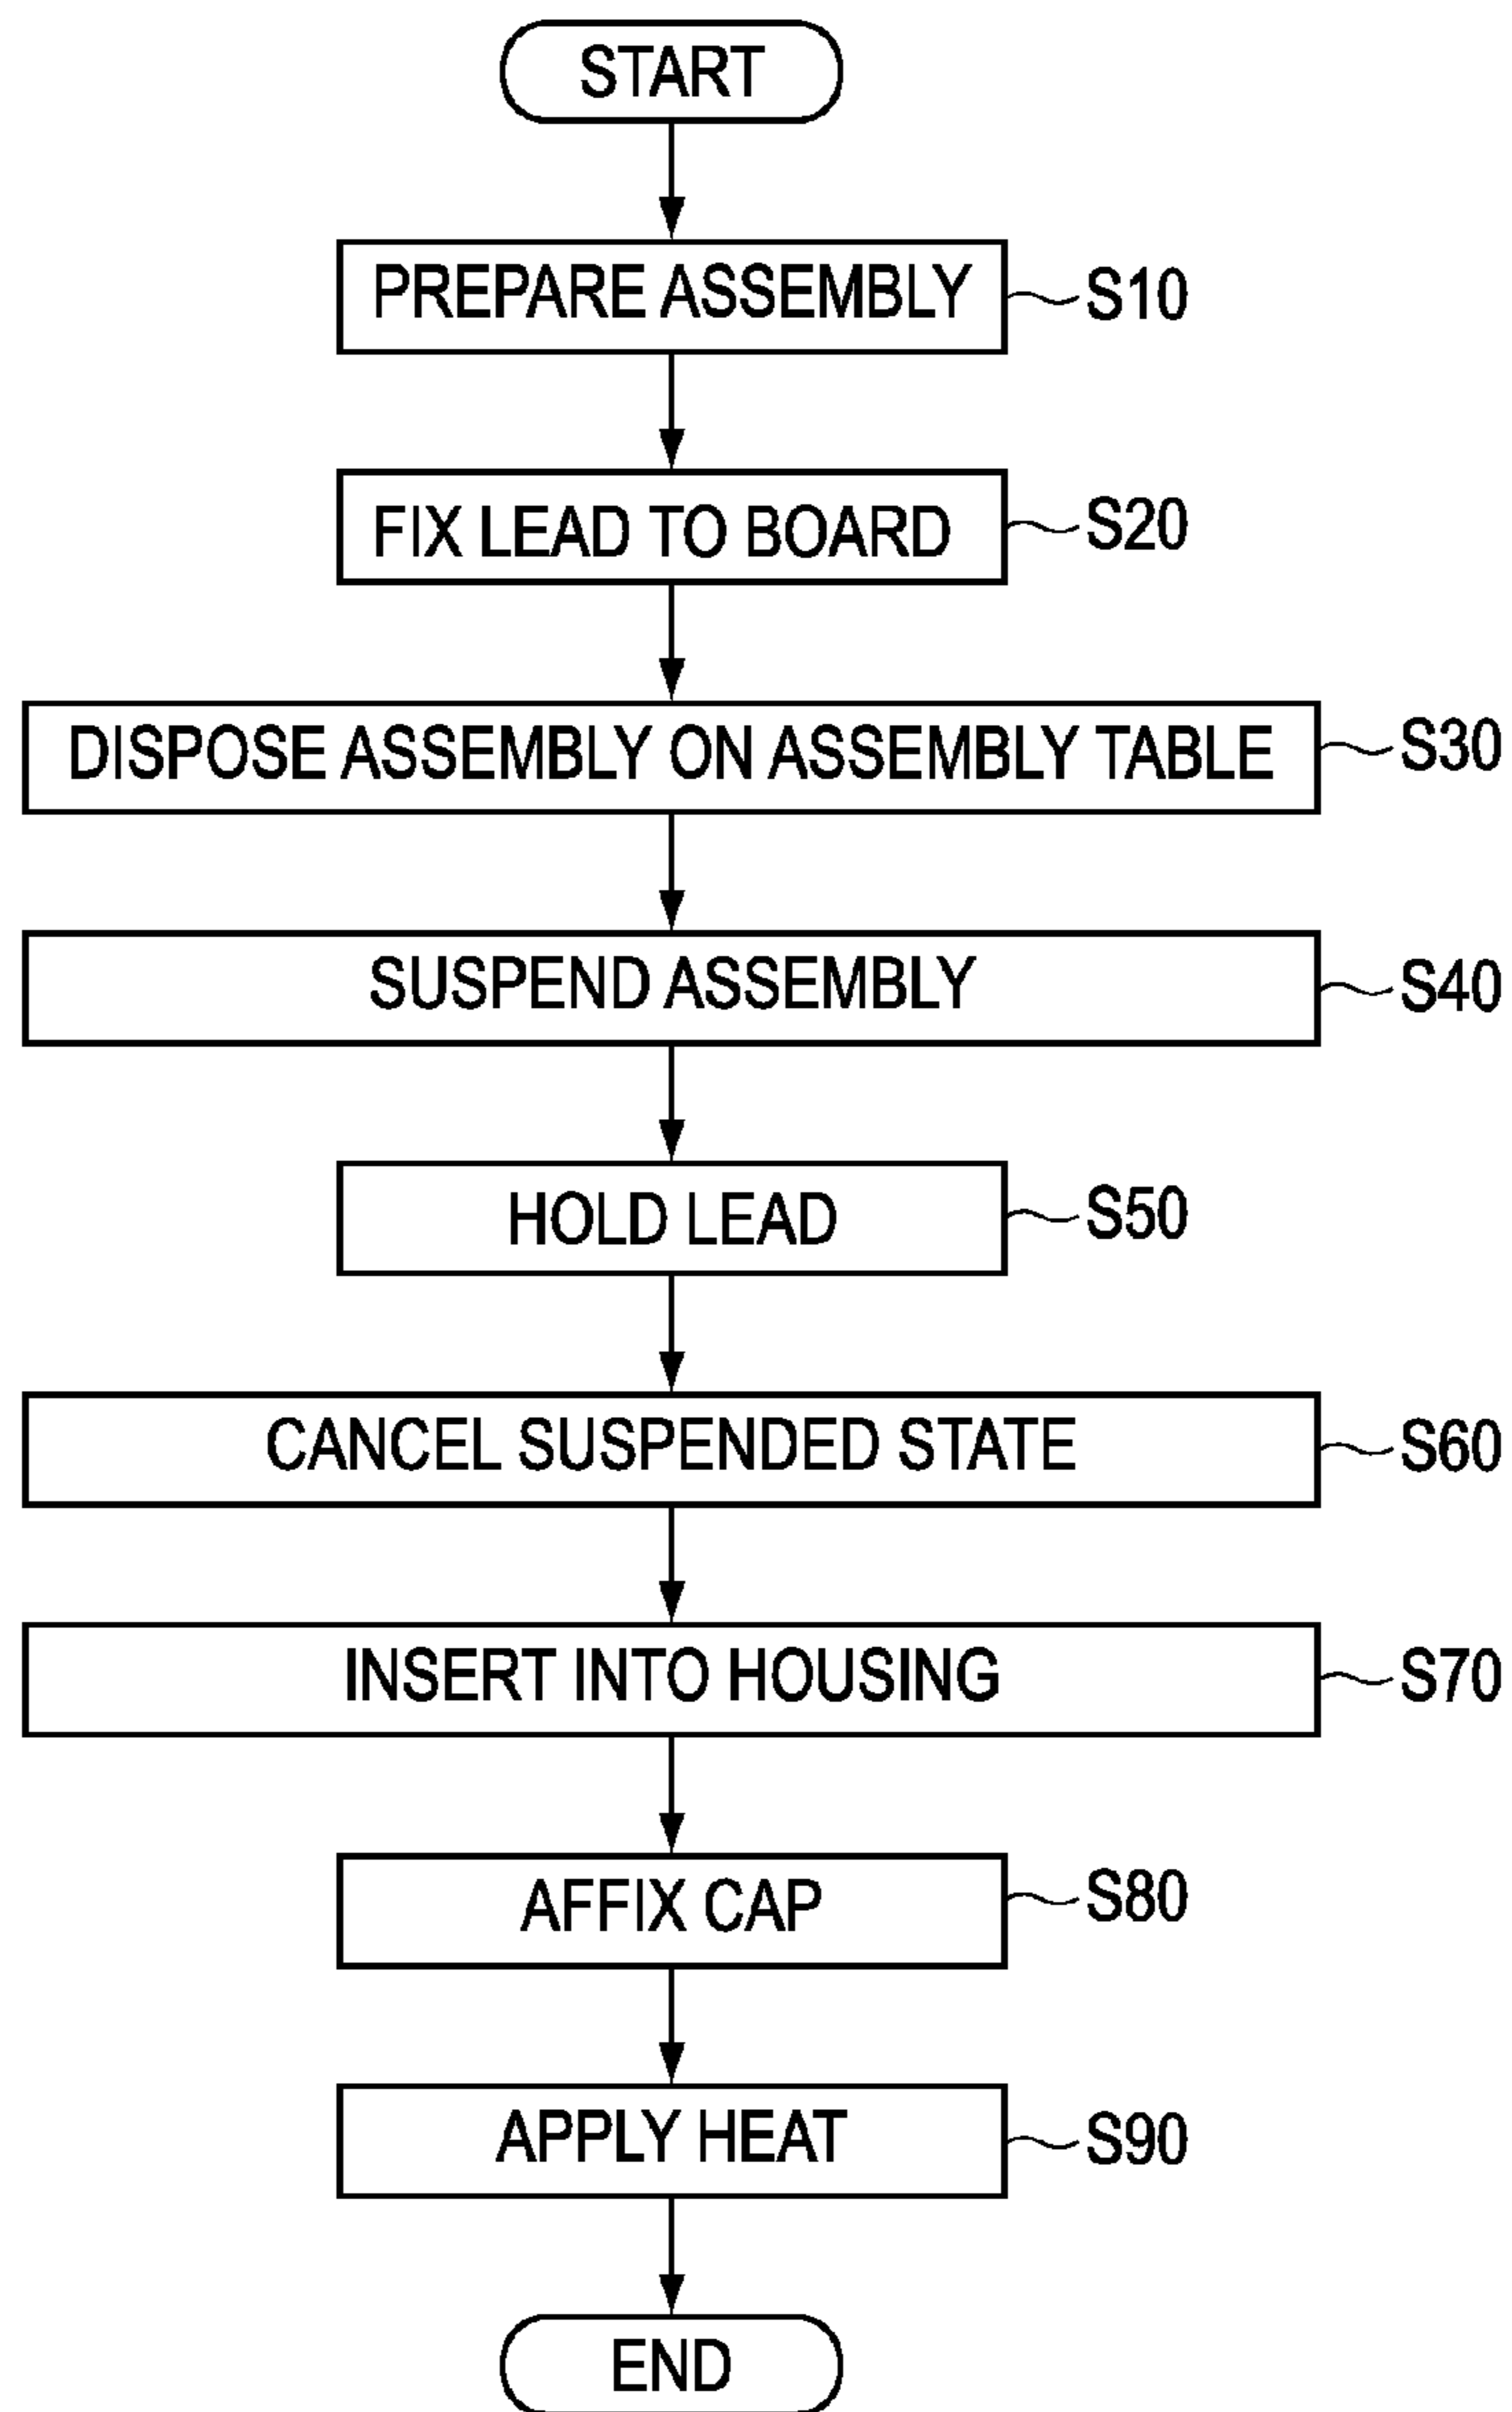 START
PREPARE ASSEMBLY S10
FIX LEAD TO BOARD S20
DISPOSE ASSEMBLY ON ASSEMBLY TABLE S30
SUSPEND ASSEMBLY S40
HOLD LEAD S50
CANCEL SUSPENDED STATE S60
INSERT INTO HOUSING S70
AFFIX CAP S80
APPLY HEAT S90
END